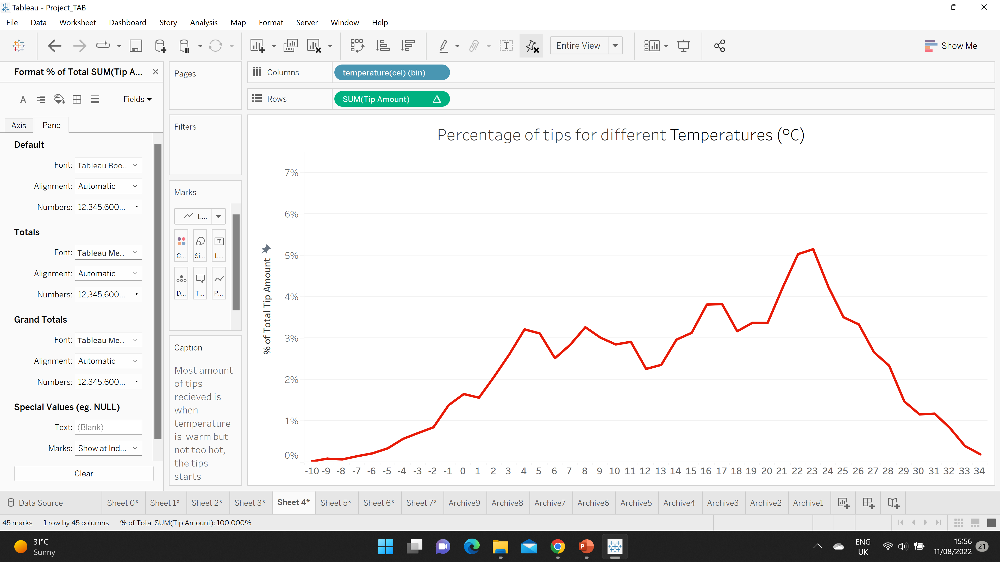 Tableau - Project_TAB
File Data Worksheet Dashboard Story Analysis Map Format Server Window Help
Entire View
Show Me
Format % of Total SUM(Tip A...
Fields
Axis Pane
Default
Font: Tableau Boo..
Alignment: Automatic
Numbers: 12,345,600...
Totals
Font: Tableau Me..
Alignment: Automatic
Numbers: 12,345,600...
Grand Totals
Font: Tableau Me..
Alignment: Automatic
Numbers: 12,345,600...
Special Values (eg. NULL)
Text: (Blank)
Marks: Show at Ind...
Clear
Pages
Filters
Marks
L...
C... Si... L...
D... T... P...
Caption
Most amount
of tips
recieved is
when
temperature
is warm but
not too hot,
the tips
starts
Columns temperature(cel) (bin)
Rows SUM(Tip Amount)
Percentage of tips for different Temperatures (°C)
% of Total Tip Amount
7%
6%
5%
4%
3%
2%
1%
0%
-10 -9 -8 -7 -6 -5 -4 -3 -2 -1 0 1 2 3 4 5 6 7 8 9 10 11 12 13 14 15 16 17 18 19 20 21 22 23 24 25 26 27 28 29 30 31 32 33 34
Data Source Sheet 0* Sheet 1* Sheet 2* Sheet 3* Sheet 4* Sheet 5* Sheet 6* Sheet 7* Archive9 Archive8 Archive7 Archive6 Archive5 Archive4 Archive3 Archive2 Archive1
45 marks 1 row by 45 columns % of Total SUM(Tip Amount): 100.000%
31°C
Sunny
ENG
UK
15:56
11/08/2022
21